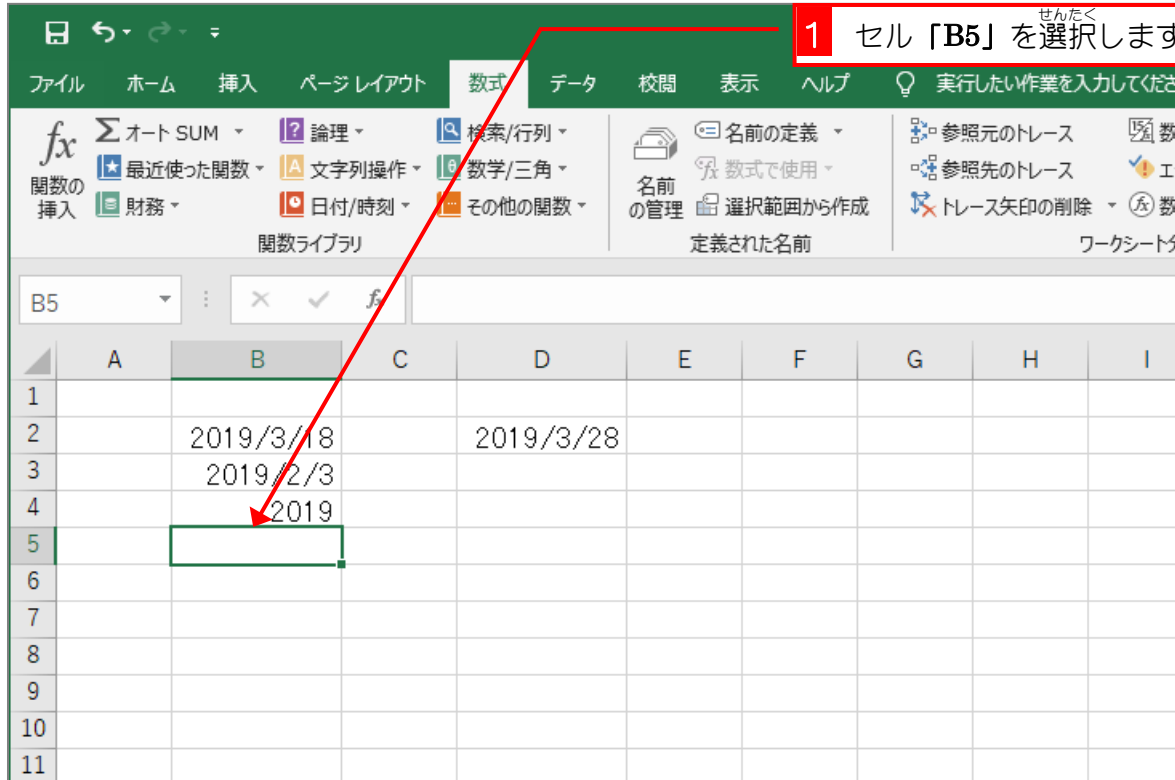 せんたく
1 セル「B5」を選択します
ファイル ホーム 挿入 ページ レイアウト 数式 データ 校閲 表示 ヘルプ 実行したい作業を入力してくださ
fx 関数の挿入
Σ オート SUM 論理 検索/行列
最近使った関数 文字列操作 数学/三角
財務 日付/時刻 その他の関数
関数ライブラリ
名前の管理
名前の定義
数式で使用
選択範囲から作成
定義された名前
参照元のトレース 数
参照先のトレース エ
トレース矢印の削除 数
ワークシート
B5 fx
A B C D E F G H I
1
2 2019/3/18 2019/3/28
3 2019/2/3
4 2019
5
6
7
8
9
10
11